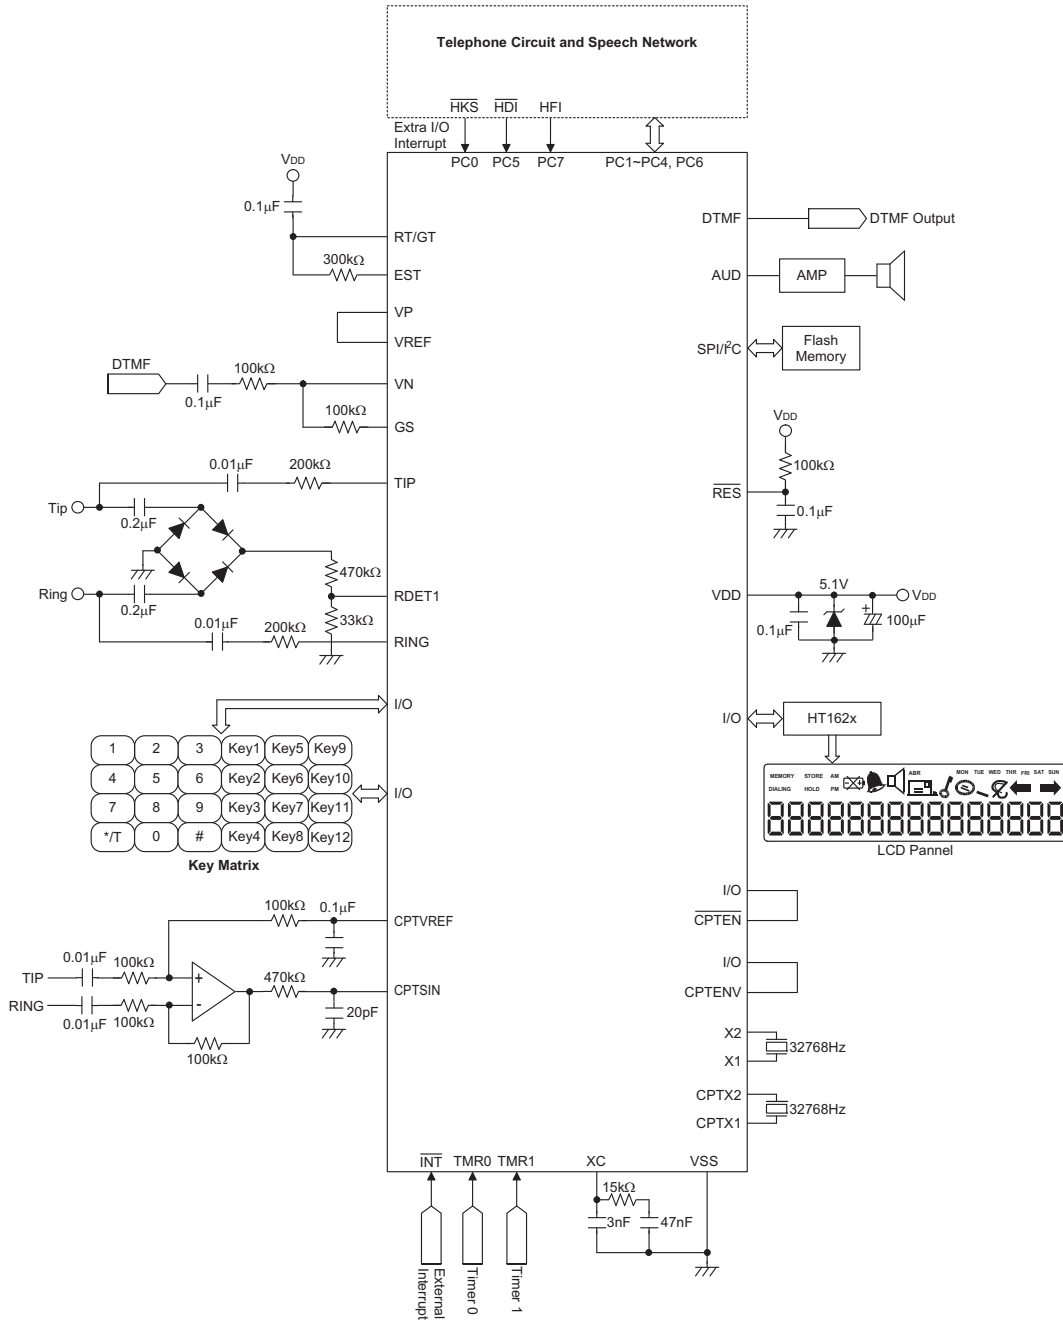 Telephone Circuit and Speech Network
HKS HDI HFI
Extra I/O
Interrupt
PC0 PC5 PC7 PC1~PC4, PC6
VDD
0.1μF
RT/GT
300kΩ
EST
VP
VREF
DTMF
100kΩ
VN
0.1μF
100kΩ
GS
0.01μF
200kΩ
TIP
Tip
0.2μF
470kΩ
Ring
RDET1
0.2μF
33kΩ
0.01μF
200kΩ
RING
I/O
1 2 3 Key1 Key5 Key9
4 5 6 Key2 Key6 Key10
I/O
7 8 9 Key3 Key7 Key11
*/T 0 # Key4 Key8 Key12
Key Matrix
100kΩ
0.1μF
CPTVREF
0.01μF
100kΩ
TIP
+
470kΩ
CPTSIN
RING
-
0.01μF
100kΩ
20pF
100kΩ
DTMF
DTMF Output
AUD
AMP
SPI/I²C
Flash
Memory
VDD
100kΩ
RES
0.1μF
5.1V
VDD
VDD
+
0.1μF
100μF
I/O
HT162x
MEMORY STORE AM ABR MON TUE WED THR FRI SAT SUN
DIALING HOLD PM
LCD Pannel
I/O
CPTEN
I/O
CPTENV
X2
32768Hz
X1
CPTX2
32768Hz
CPTX1
INT TMR0 TMR1 XC VSS
15kΩ
3nF
47nF
External
Interrupt
Timer 0
Timer 1